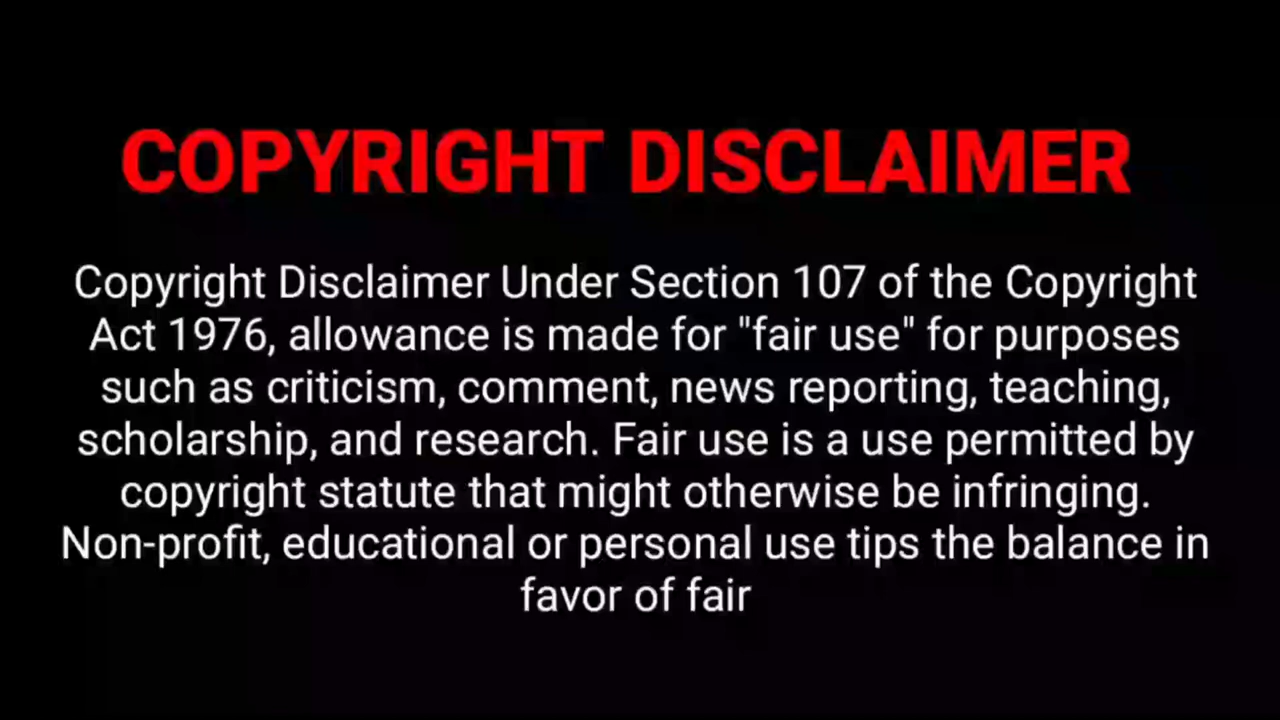 COPYRIGHT DISCLAIMER
Copyright Disclaimer Under Section 107 of the Copyright
Act 1976, allowance is made for "fair use" for purposes
such as criticism, comment, news reporting, teaching,
scholarship, and research. Fair use is a use permitted by
copyright statute that might otherwise be infringing.
Non-profit, educational or personal use tips the balance in
favor of fair